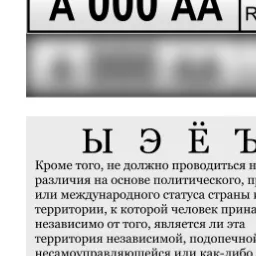 А 000 АА R
Ы Э Ё Ъ
Кроме того, не должно проводиться
различия на основе политического,
или международного статуса страны
территории, к которой человек прина
независимо от того, является ли эта
территория независимой, подопечной
несамоуправляющейся или как-либо